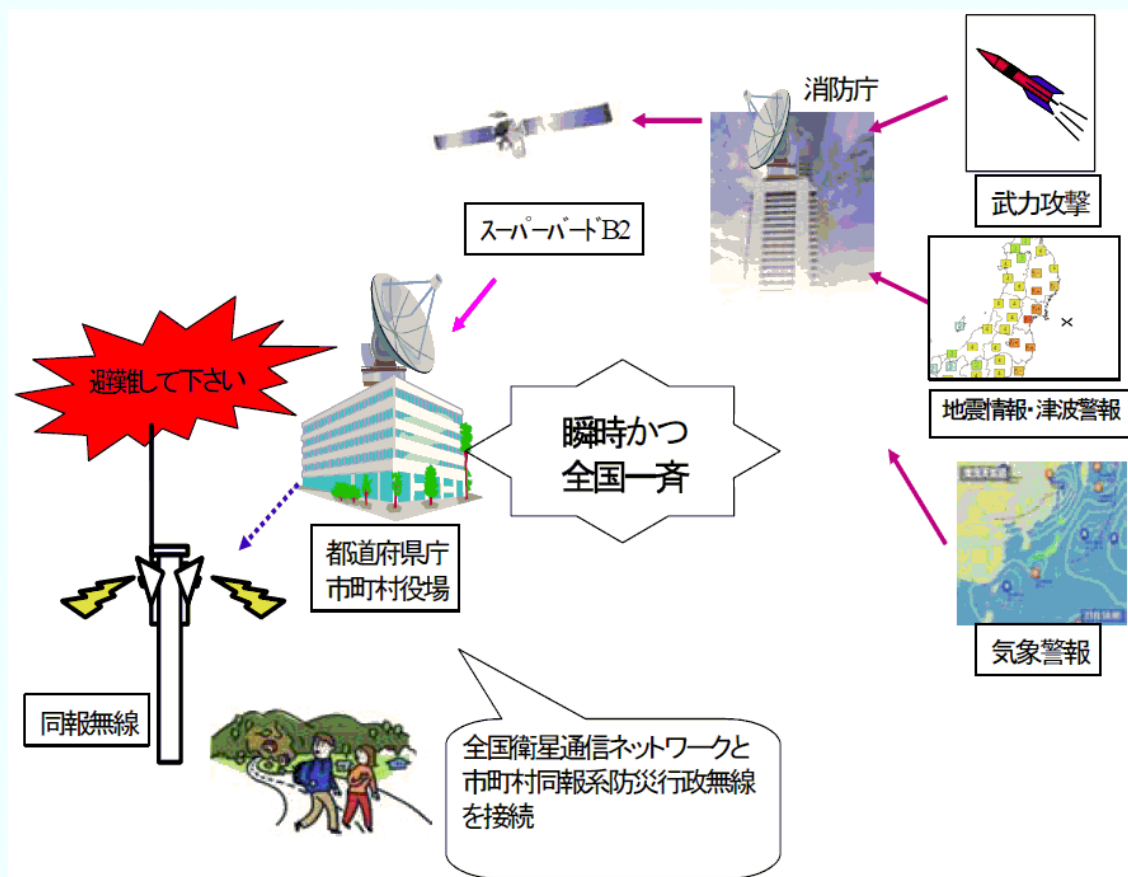 消防庁
武力攻撃
スーパーバードB2
地震情報・津波警報
避難して下さい
瞬時かつ
全国一斉
都道府県庁
市町村役場
気象警報
同報無線
全国衛星通信ネットワークと
市町村同報系防災行政無線
を接続